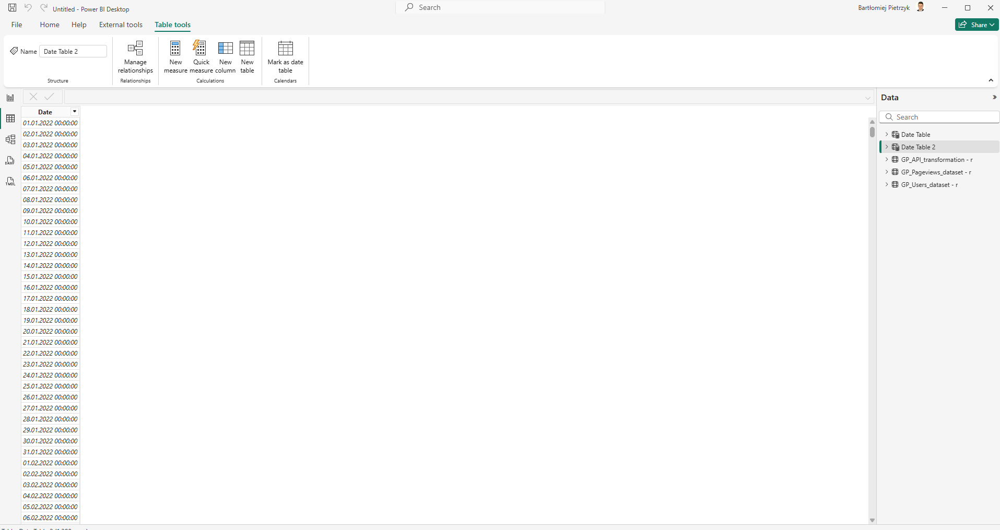 Untitled - Power BI Desktop
Search
Bartłomiej Pietrzyk
File Home Help External tools Table tools
Share
Name Date Table 2
Manage relationships
New measure
Quick measure
New column
New table
Mark as date table
Structure Relationships Calculations Calendars
DAX
TMDL
Date
01.01.2022 00:00:00
02.01.2022 00:00:00
03.01.2022 00:00:00
04.01.2022 00:00:00
05.01.2022 00:00:00
06.01.2022 00:00:00
07.01.2022 00:00:00
08.01.2022 00:00:00
09.01.2022 00:00:00
10.01.2022 00:00:00
11.01.2022 00:00:00
12.01.2022 00:00:00
13.01.2022 00:00:00
14.01.2022 00:00:00
15.01.2022 00:00:00
16.01.2022 00:00:00
17.01.2022 00:00:00
18.01.2022 00:00:00
19.01.2022 00:00:00
20.01.2022 00:00:00
21.01.2022 00:00:00
22.01.2022 00:00:00
23.01.2022 00:00:00
24.01.2022 00:00:00
25.01.2022 00:00:00
26.01.2022 00:00:00
27.01.2022 00:00:00
28.01.2022 00:00:00
29.01.2022 00:00:00
30.01.2022 00:00:00
31.01.2022 00:00:00
01.02.2022 00:00:00
02.02.2022 00:00:00
03.02.2022 00:00:00
04.02.2022 00:00:00
05.02.2022 00:00:00
06.02.2022 00:00:00
Data
Search
Date Table
Date Table 2
GP_API_transformation - r
GP_Pageviews_dataset - r
GP_Users_dataset - r